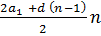 2a₁ + d (n−1)
2
n